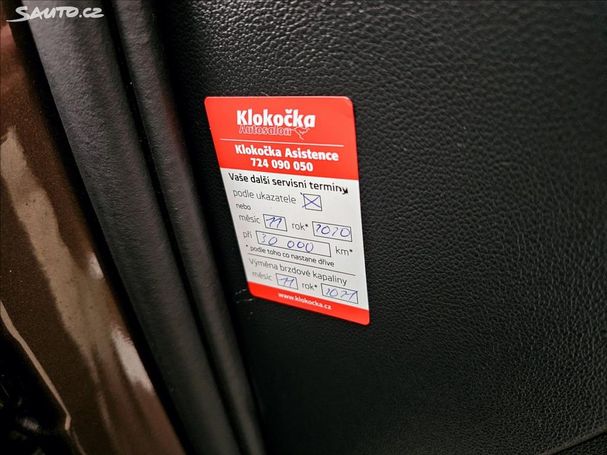 Sauto.cz
Klokočka
Autosalon
Klokočka Asistence
724 090 050
Vaše další servisní termíny
podle ukazatele
nebo
měsíc 11 rok* 2020
při 30 000 km*
* podle toho co nastane dříve
Výměna brzdové kapaliny
měsíc 11 rok* 2021
www.klokocka.cz